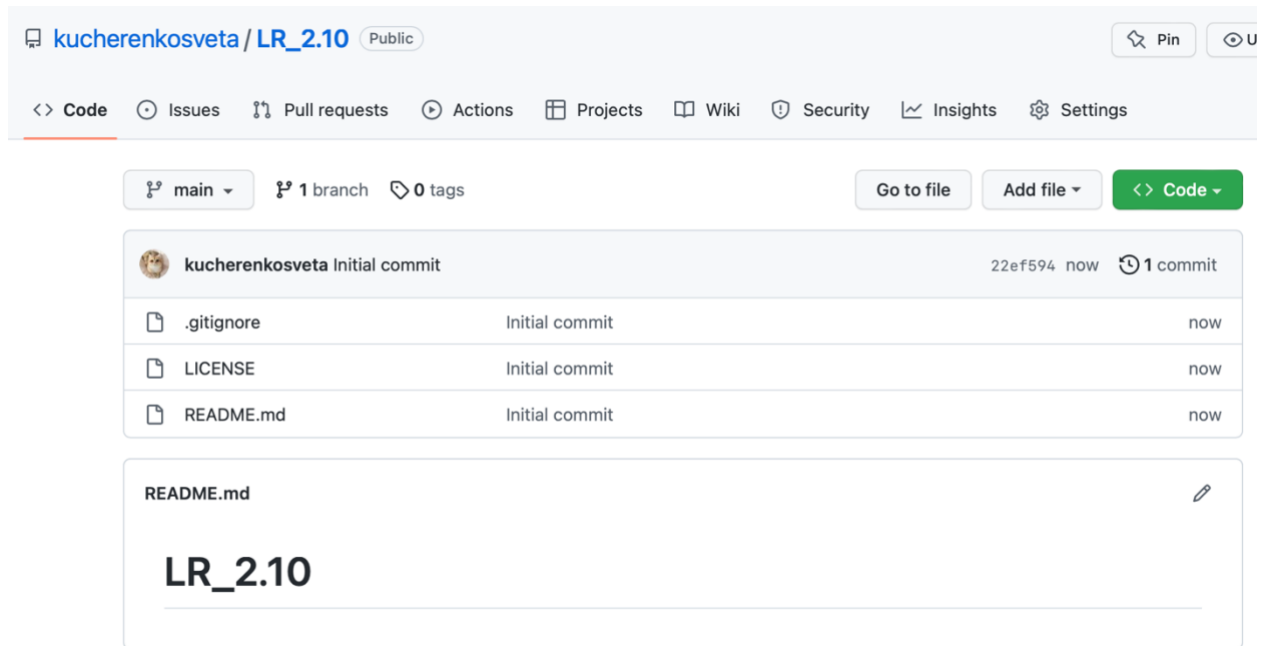 kucherenkosveta / LR_2.10 Public Pin
Code Issues Pull requests Actions Projects Wiki Security Insights Settings
main 1 branch 0 tags Go to file Add file Code
kucherenkosveta Initial commit 22ef594 now 1 commit
.gitignore Initial commit now
LICENSE Initial commit now
README.md Initial commit now
README.md
LR_2.10